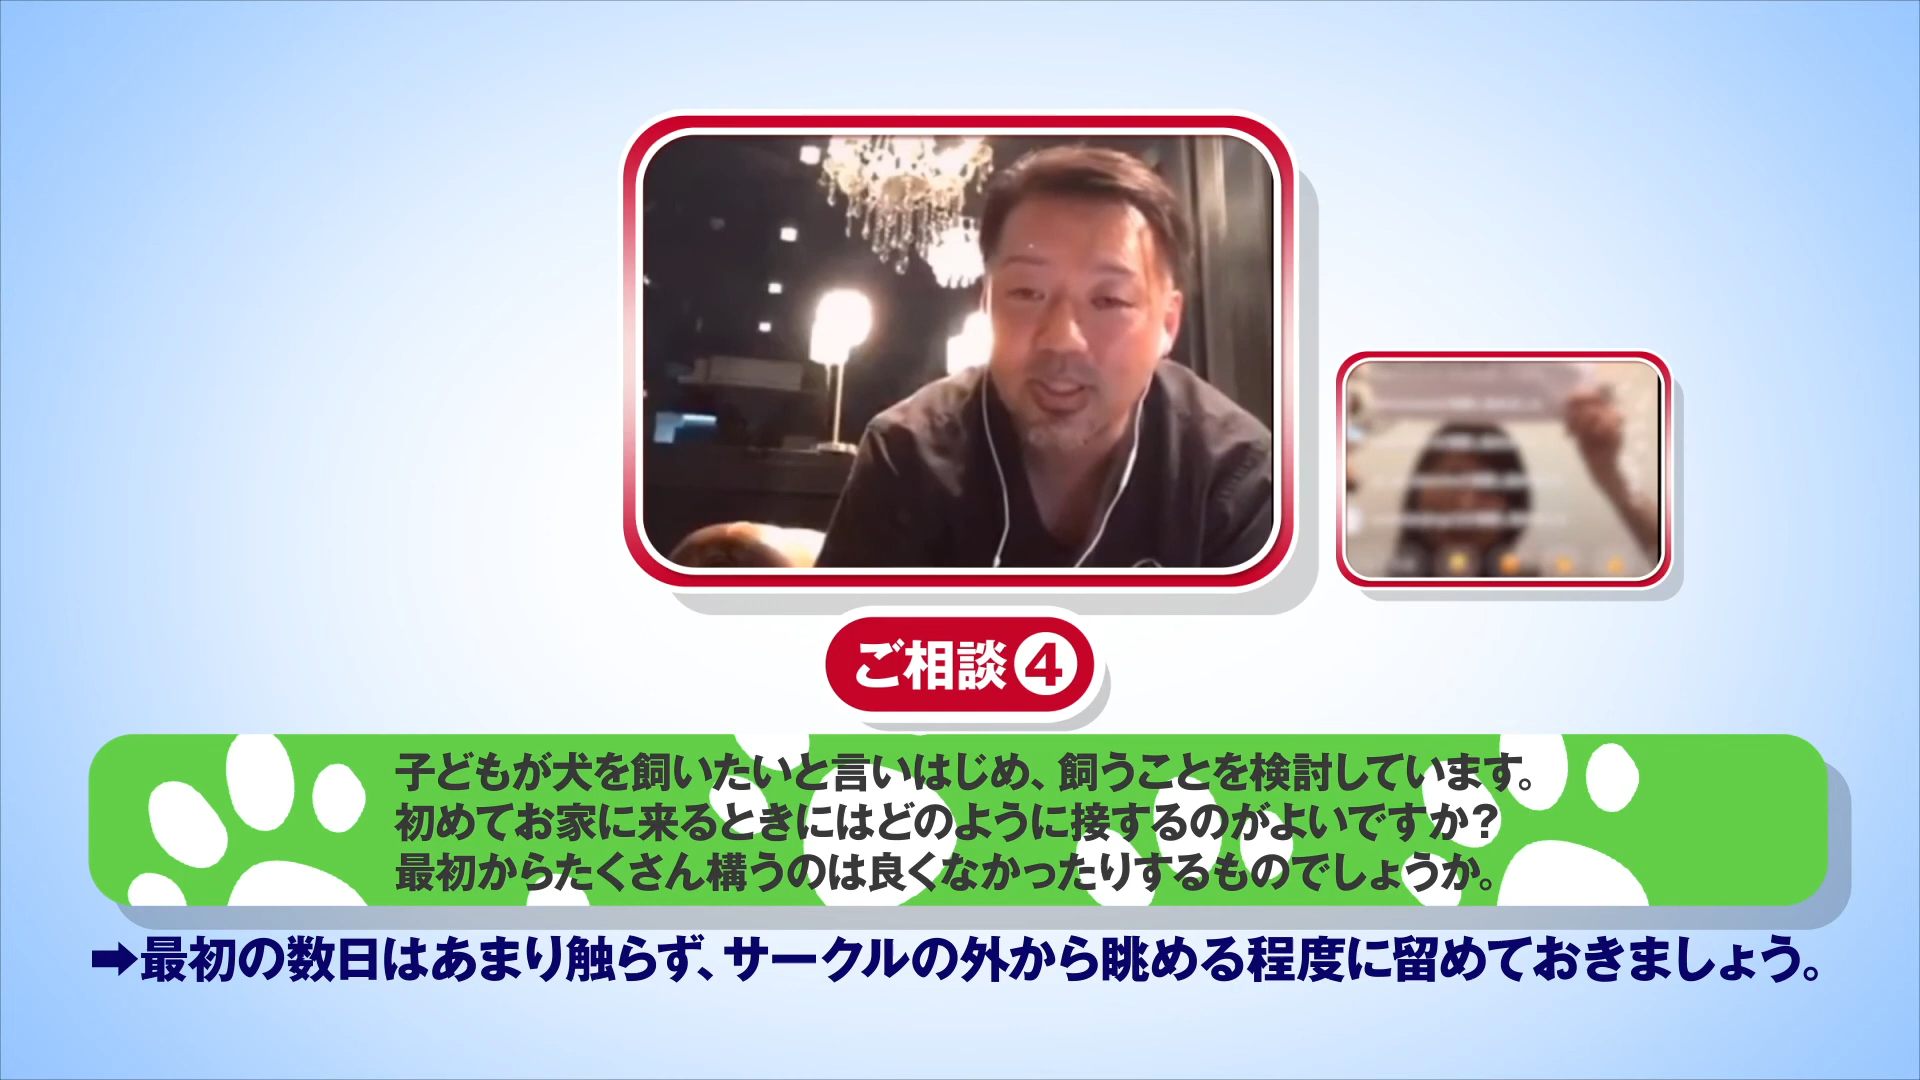 ご相談4
子どもが犬を飼いたいと言いはじめ、飼うことを検討しています。
初めてお家に来るときにはどのように接するのがよいですか?
最初からたくさん構うのは良くなかったりするものでしょうか。
➡最初の数日はあまり触らず、サークルの外から眺める程度に留めておきましょう。